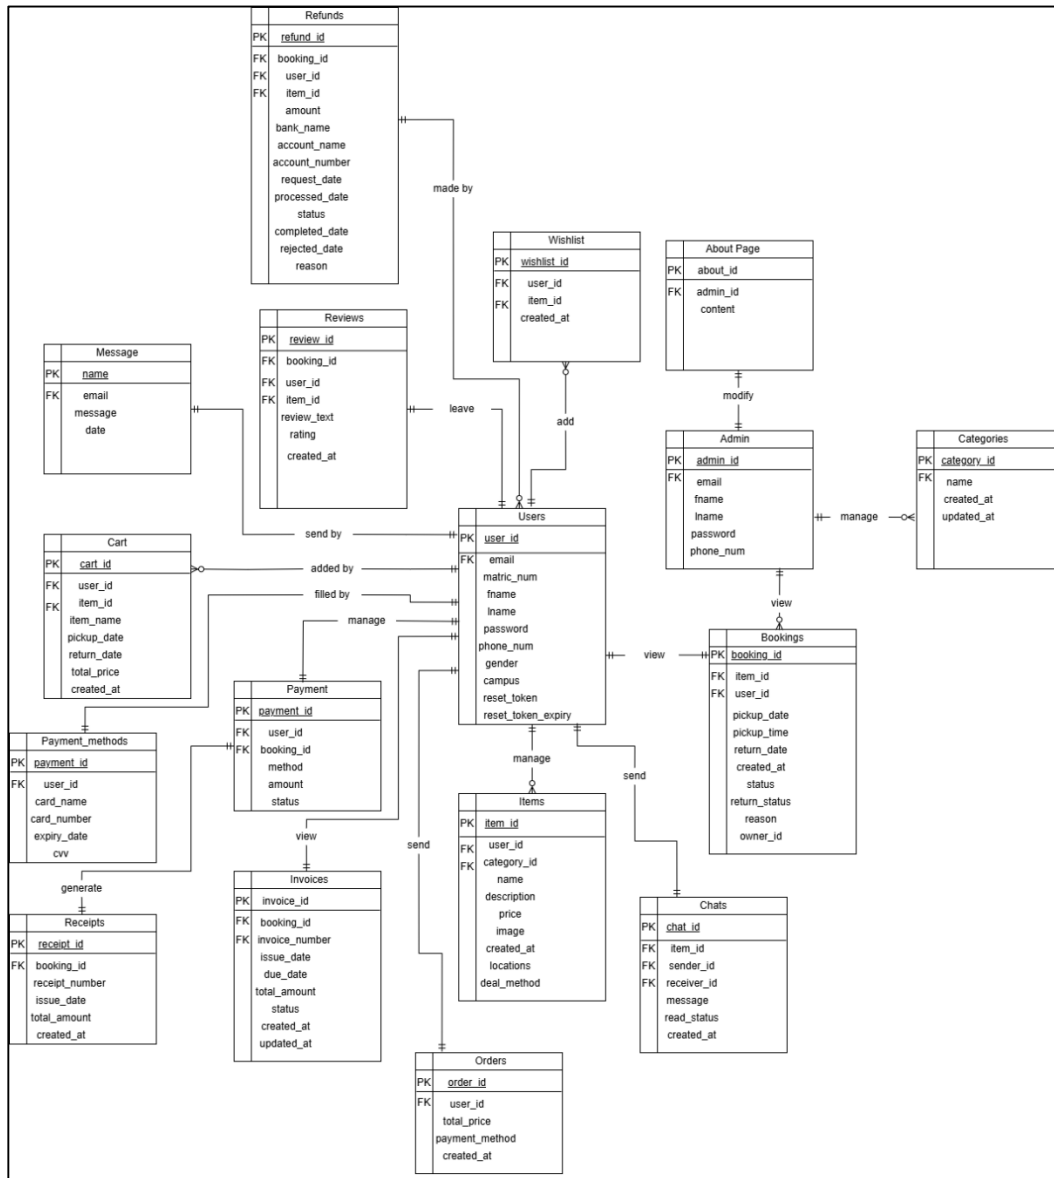 Refunds
PK refund_id
FK booking_id
FK user_id
FK item_id
amount
bank_name
account_name
account_number
request_date
processed_date
status
completed_date
rejected_date
reason
made by
Wishlist
PK wishlist_id
FK user_id
FK item_id
created_at
About Page
PK about_id
FK admin_id
content
Reviews
PK review_id
FK booking_id
FK user_id
FK item_id
review_text
rating
created_at
Message
PK name
FK email
message
date
leave
add
modify
Admin
PK admin_id
FK email
fname
lname
password
phone_num
manage
Categories
PK category_id
FK name
created_at
updated_at
Users
PK user_id
FK email
matric_num
fname
lname
password
phone_num
gender
campus
reset_token
reset_token_expiry
send by
Cart
PK cart_id
FK user_id
FK item_id
item_name
pickup_date
return_date
total_price
created_at
added by
filled by
manage
view
view
Bookings
PK booking_id
FK item_id
FK user_id
pickup_date
pickup_time
return_date
created_at
status
return_status
reason
owner_id
Payment
PK payment_id
FK user_id
FK booking_id
method
amount
status
Payment_methods
PK payment_id
FK user_id
card_name
card_number
expiry_date
cvv
manage
send
Items
PK item_id
FK user_id
FK category_id
name
description
price
image
created_at
locations
deal_method
view
send
generate
Invoices
PK invoice_id
FK booking_id
FK invoice_number
issue_date
due_date
total_amount
status
created_at
updated_at
Chats
PK chat_id
FK item_id
FK sender_id
FK receiver_id
message
read_status
created_at
Receipts
PK receipt_id
FK booking_id
receipt_number
issue_date
total_amount
created_at
Orders
PK order_id
FK user_id
total_price
payment_method
created_at